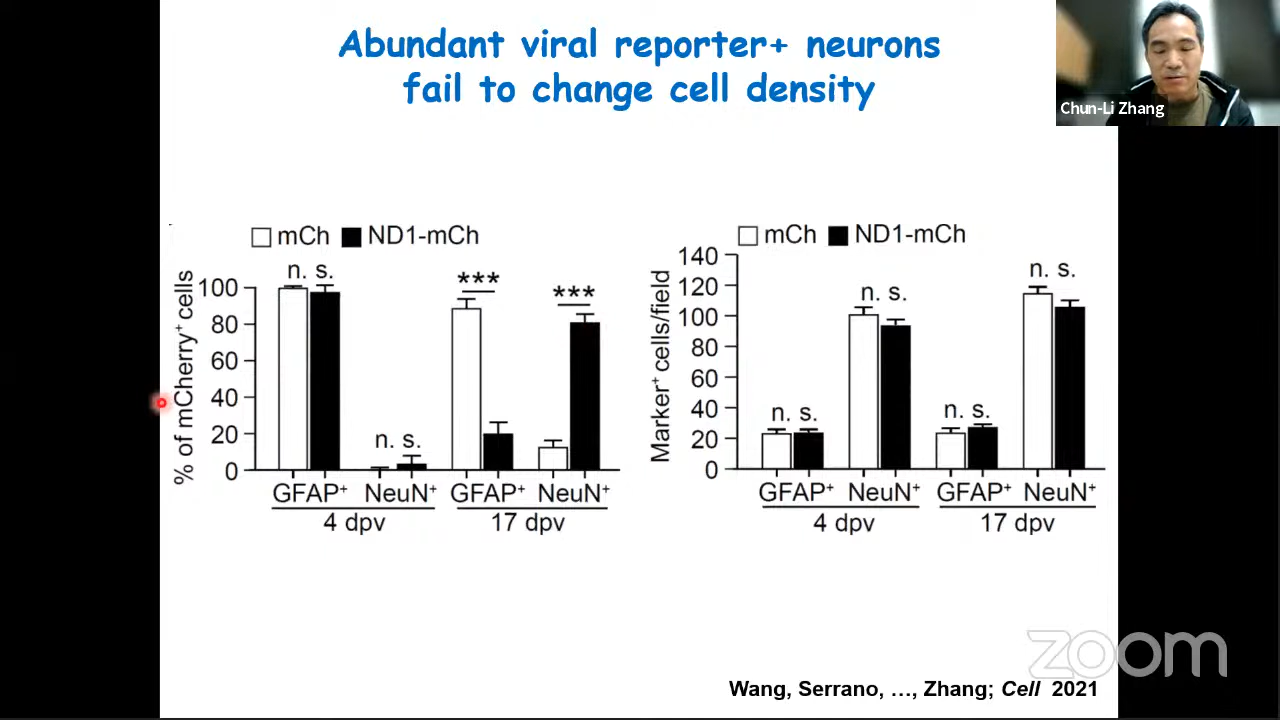 Abundant viral reporter+ neurons
fail to change cell density
Chun-Li Zhang
mCh ND1-mCh
% of mCherry⁺ cells
100
80
60
40
20
0
n. s.
n. s.
***
***
GFAP⁺ NeuN⁺ GFAP⁺ NeuN⁺
4 dpv 17 dpv
mCh ND1-mCh
Marker⁺ cells/field
140
120
100
80
60
40
20
0
n. s.
n. s.
n. s.
n. s.
GFAP⁺ NeuN⁺ GFAP⁺ NeuN⁺
4 dpv 17 dpv
zoom
Wang, Serrano, …, Zhang; Cell 2021